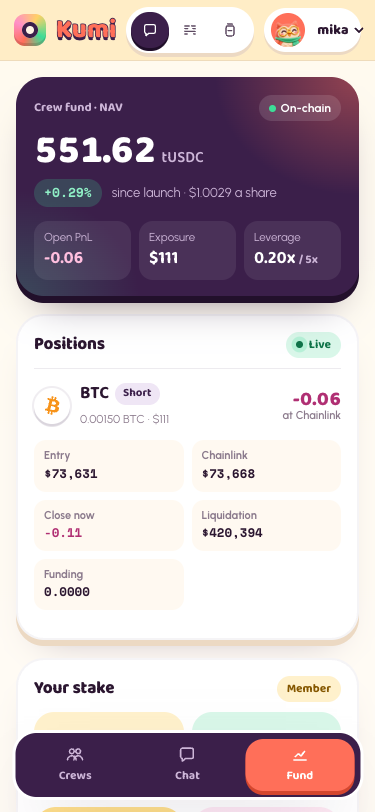 Kumi
mika
Crew fund · NAV
On-chain
551.62 tUSDC
+0.29% since launch · $1.0029 a share
Open PnL Exposure Leverage
-0.06 $111 0.20x / 5x
Positions
Live
BTC Short
-0.06
0.00150 BTC · $111
at Chainlink
Entry Chainlink
$73,631 $73,668
Close now Liquidation
-0.11 $420,394
Funding
0.0000
Your stake
Member
Crews Chat Fund